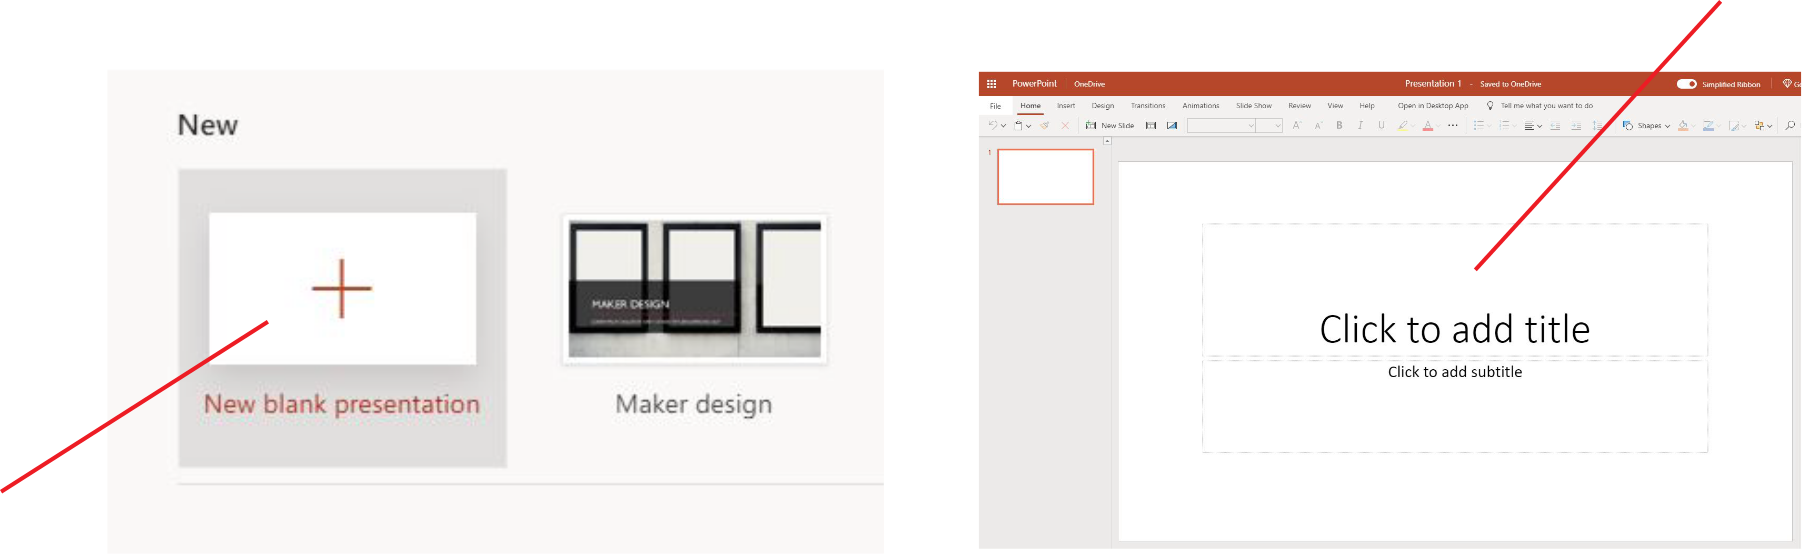 New
MAKER DESIGN
New blank presentation
Maker design
PowerPoint OneDrive Presentation 1 - Saved to OneDrive Simplified Ribbon Go
File Home Insert Design Transitions Animations Slide Show Review View Help Open in Desktop App Tell me what you want to do
New Slide A A B I U A Shapes
1
Click to add title
Click to add subtitle